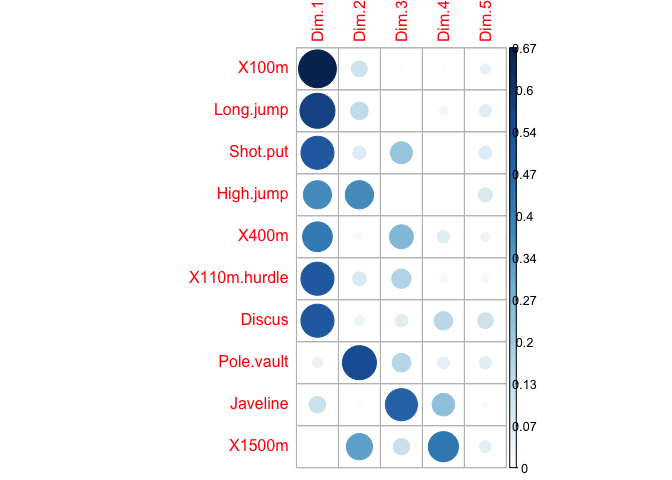 Dim.1 Dim.2 Dim.3 Dim.4 Dim.5
X100m
Long.jump
Shot.put
High.jump
X400m
X110m.hurdle
Discus
Pole.vault
Javeline
X1500m
0.67
0.6
0.54
0.47
0.4
0.34
0.27
0.2
0.13
0.07
0